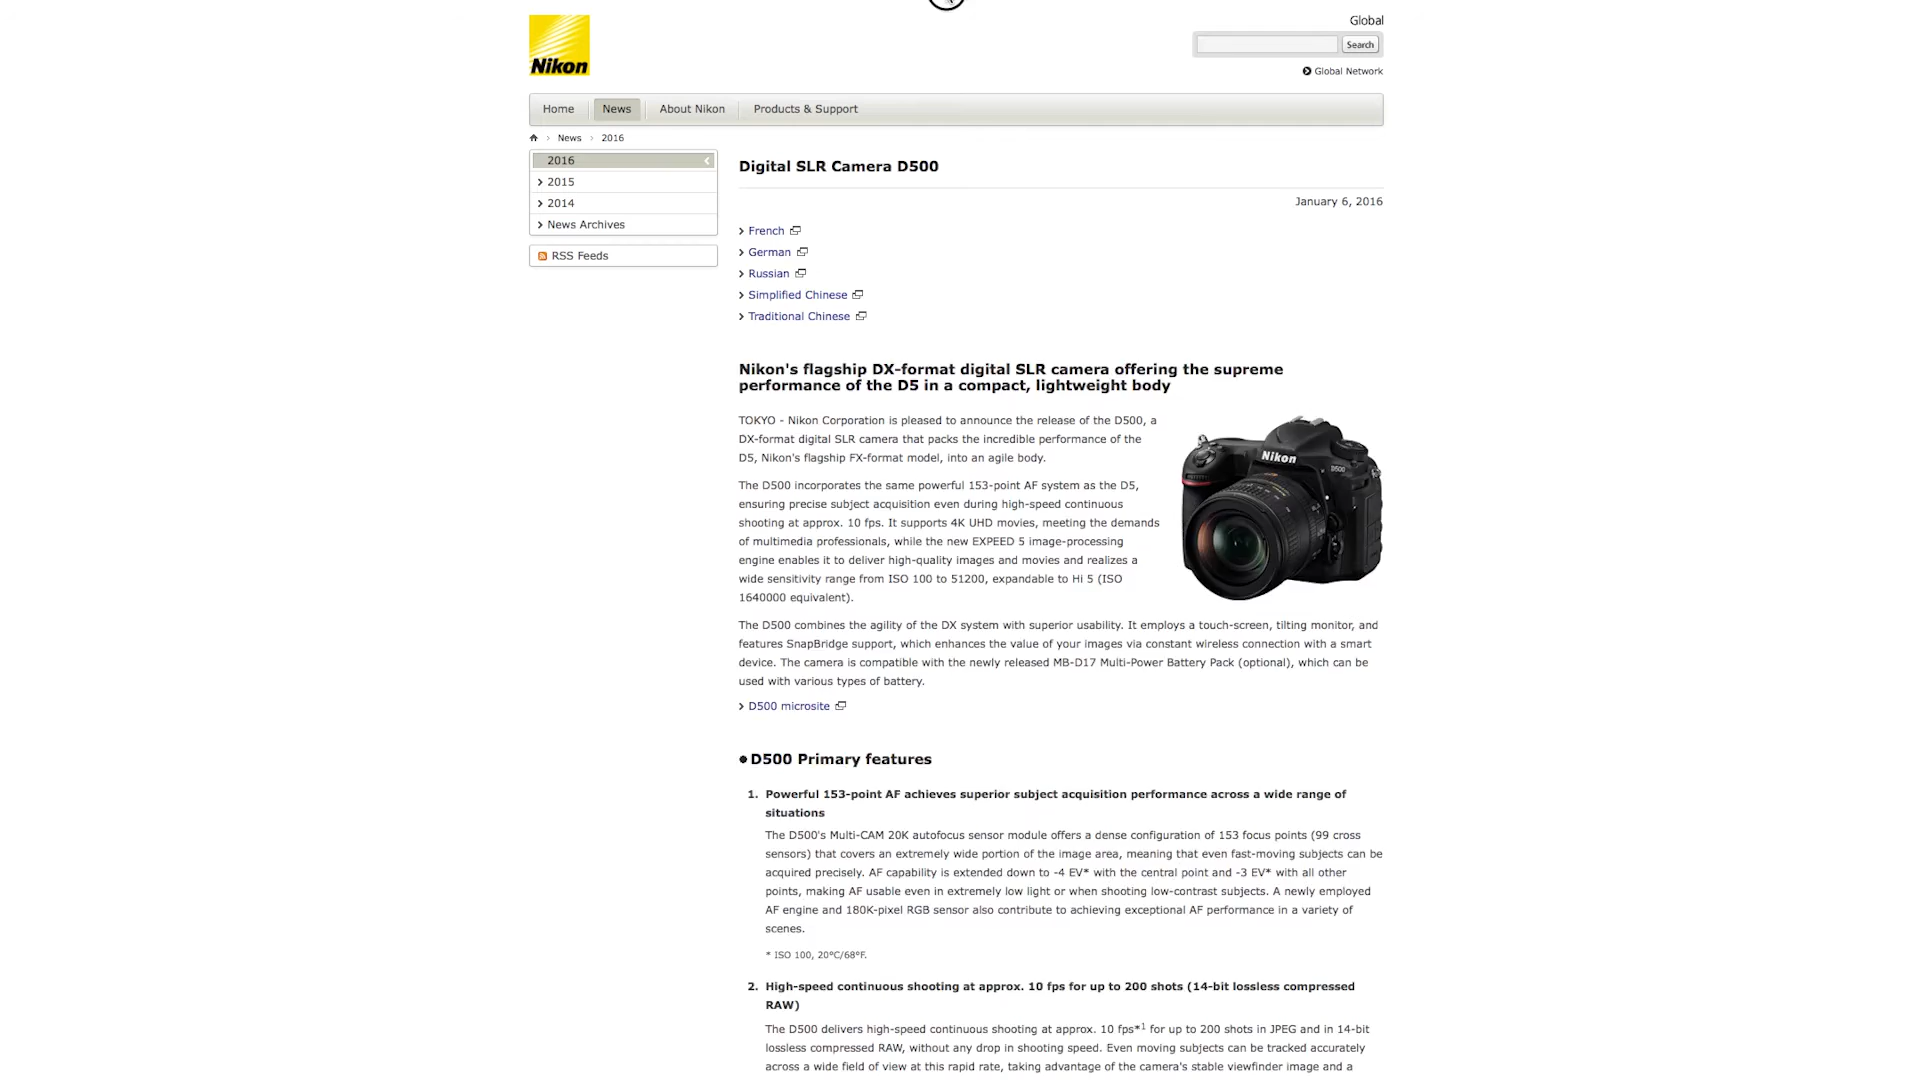 Nikon
Global
Search
Global Network
Home
News
About Nikon
Products & Support
News
2016
2016
2015
2014
News Archives
RSS Feeds
Digital SLR Camera D500
January 6, 2016
French
German
Russian
Simplified Chinese
Traditional Chinese
Nikon's flagship DX-format digital SLR camera offering the supreme
performance of the D5 in a compact, lightweight body
TOKYO - Nikon Corporation is pleased to announce the release of the D500, a
DX-format digital SLR camera that packs the incredible performance of the
D5, Nikon's flagship FX-format model, into an agile body.
Nikon
D500
The D500 incorporates the same powerful 153-point AF system as the D5,
ensuring precise subject acquisition even during high-speed continuous
shooting at approx. 10 fps. It supports 4K UHD movies, meeting the demands
of multimedia professionals, while the new EXPEED 5 image-processing
engine enables it to deliver high-quality images and movies and realizes a
wide sensitivity range from ISO 100 to 51200, expandable to Hi 5 (ISO
1640000 equivalent).
The D500 combines the agility of the DX system with superior usability. It employs a touch-screen, tilting monitor, and
features SnapBridge support, which enhances the value of your images via constant wireless connection with a smart
device. The camera is compatible with the newly released MB-D17 Multi-Power Battery Pack (optional), which can be
used with various types of battery.
D500 microsite
D500 Primary features
1. Powerful 153-point AF achieves superior subject acquisition performance across a wide range of
situations
The D500's Multi-CAM 20K autofocus sensor module offers a dense configuration of 153 focus points (99 cross
sensors) that covers an extremely wide portion of the image area, meaning that even fast-moving subjects can be
acquired precisely. AF capability is extended down to -4 EV* with the central point and -3 EV* with all other
points, making AF usable even in extremely low light or when shooting low-contrast subjects. A newly employed
AF engine and 180K-pixel RGB sensor also contribute to achieving exceptional AF performance in a variety of
scenes.
* ISO 100, 20°C/68°F.
2. High-speed continuous shooting at approx. 10 fps for up to 200 shots (14-bit lossless compressed
RAW)
The D500 delivers high-speed continuous shooting at approx. 10 fps*1 for up to 200 shots in JPEG and in 14-bit
lossless compressed RAW, without any drop in shooting speed. Even moving subjects can be tracked accurately
across a wide field of view at this rapid rate, taking advantage of the camera's stable viewfinder image and a